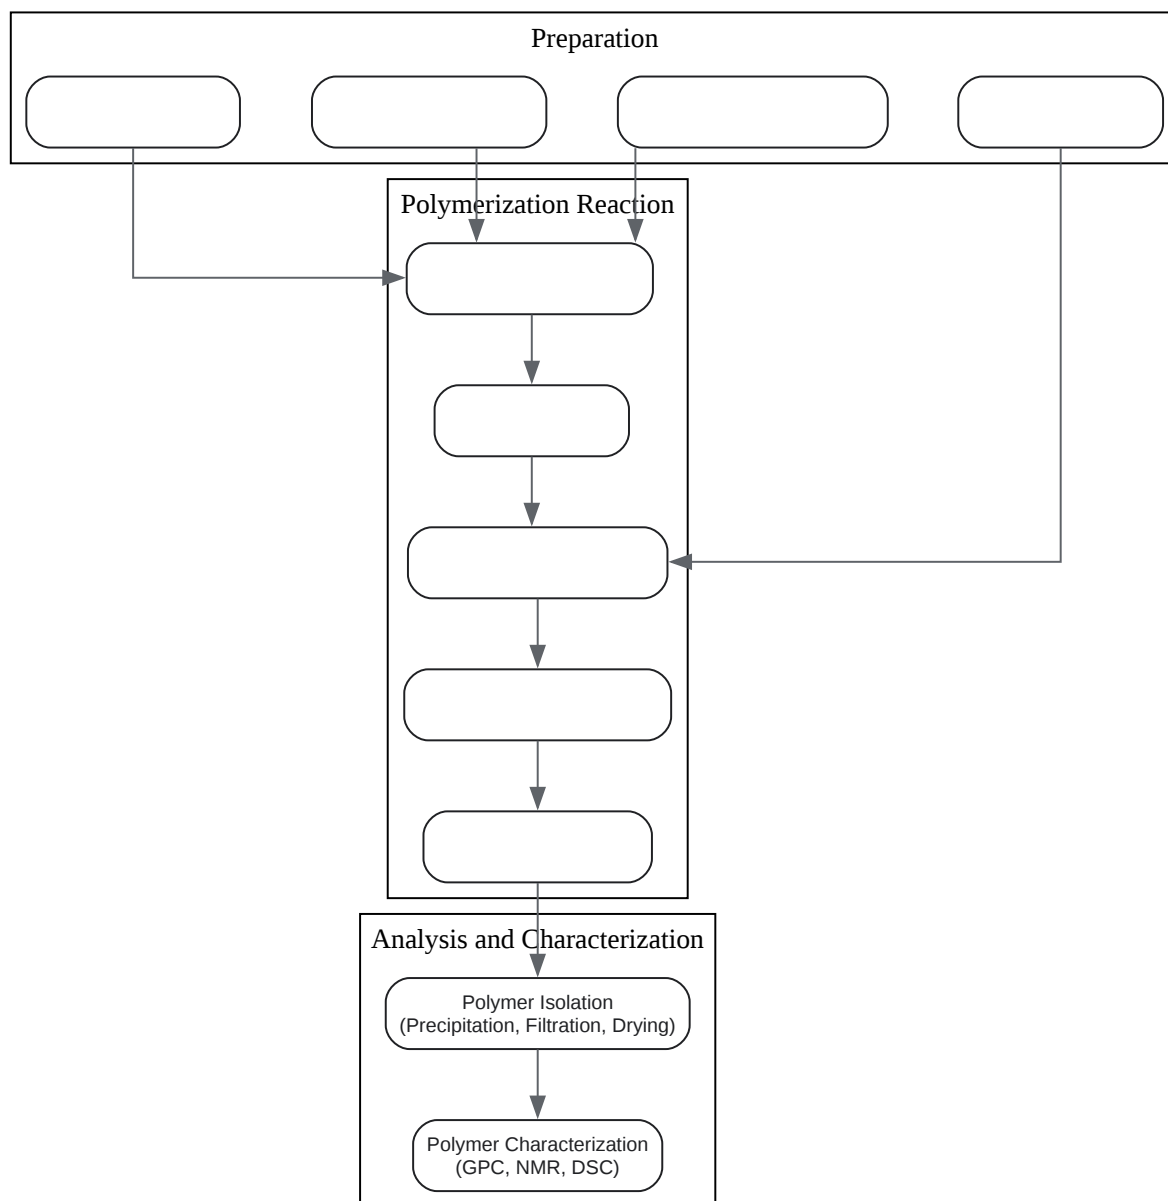 Preparation
Polymerization Reaction
Analysis and Characterization
Polymer Isolation
(Precipitation, Filtration, Drying)
Polymer Characterization
(GPC, NMR, DSC)